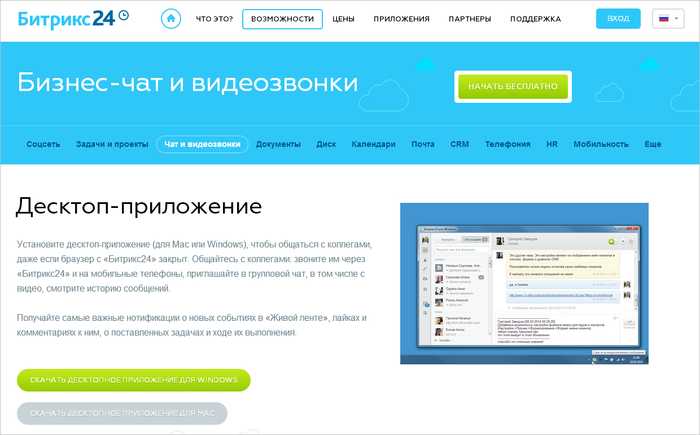 Битрикс24
ЧТО ЭТО?
ВОЗМОЖНОСТИ
ЦЕНЫ
ПРИЛОЖЕНИЯ
ПАРТНЕРЫ
ПОДДЕРЖКА
ВХОД
Бизнес-чат и видеозвонки
НАЧАТЬ БЕСПЛАТНО
Соцсеть
Задачи и проекты
Чат и видеозвонки
Документы
Диск
Календари
Почта
CRM
Телефония
HR
Мобильность
Еще
Десктоп-приложение
Установите десктоп-приложение (для Mac или Windows), чтобы общаться с коллегами,
даже если браузер с «Битрикс24» закрыт. Общайтесь с коллегами: звоните им через
«Битрикс24» и на мобильные телефоны, приглашайте в групповой чат, в том числе с
видео, смотрите историю сообщений.
Получайте самые важные нотификации о новых событиях в «Живой ленте», лайках и
комментариях к ним, о поставленных задачах и ходе их выполнения.
СКАЧАТЬ ДЕСКТОПНОЕ ПРИЛОЖЕНИЕ ДЛЯ WINDOWS
СКАЧАТЬ ДЕСКТОПНОЕ ПРИЛОЖЕНИЕ ДЛЯ MAC